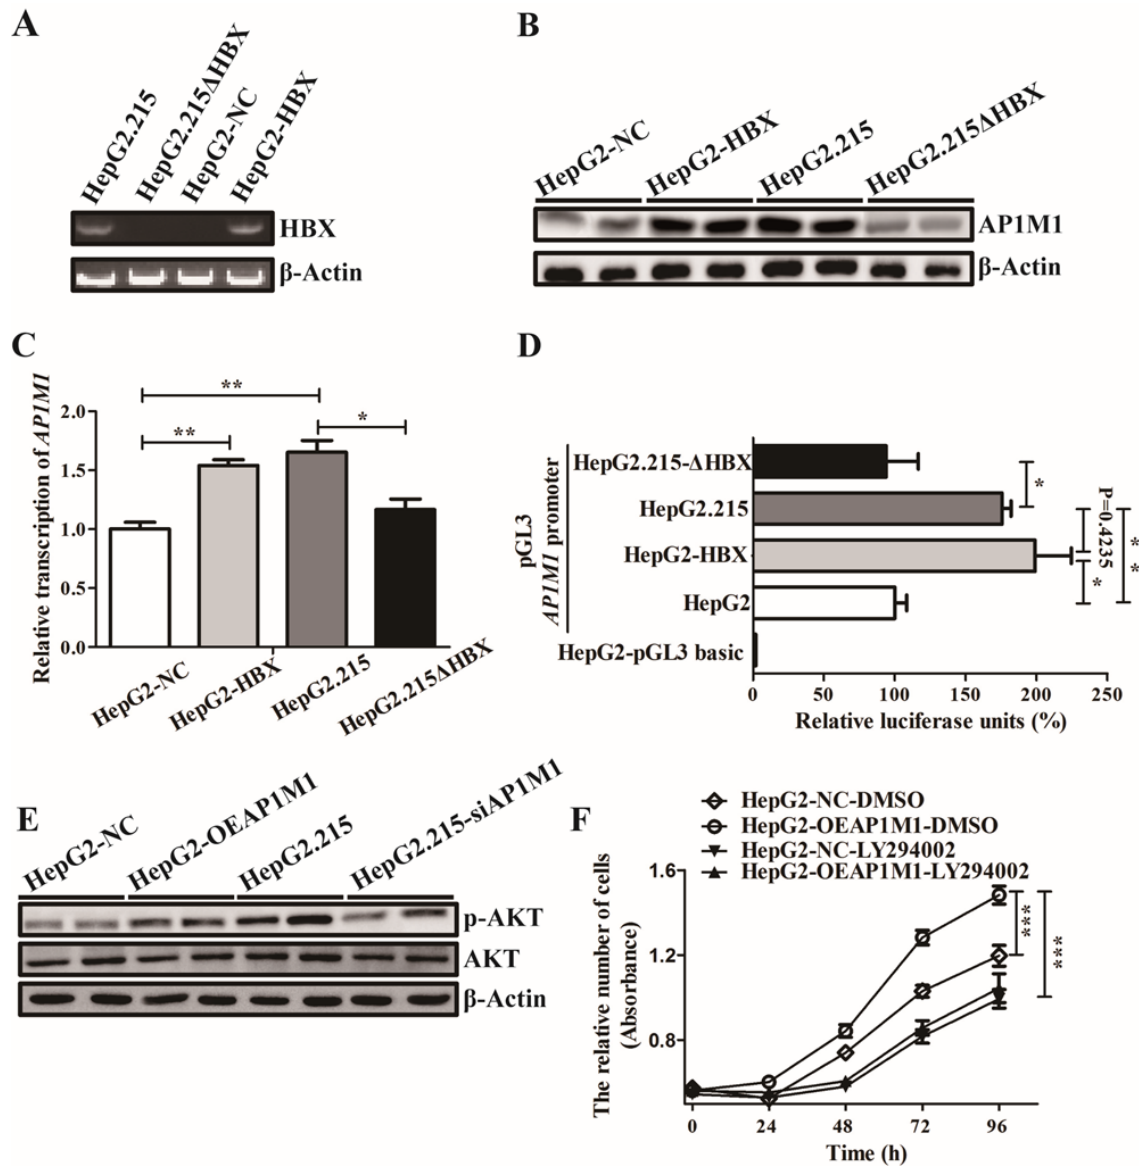 A
HepG2.215
HepG2.215ΔHBX
HepG2-NC
HepG2-HBX
HBX
β-Actin
B
HepG2-NC
HepG2-HBX
HepG2.215
HepG2.215ΔHBX
AP1M1
β-Actin
C
Relative transcription of AP1M1
2.0
1.5
1.0
0.5
0.0
**
**
*
HepG2-NC
HepG2-HBX
HepG2.215
HepG2.215ΔHBX
D
pGL3
AP1M1 promoter
HepG2.215-ΔHBX
HepG2.215
HepG2-HBX
HepG2
HepG2-pGL3 basic
*
P=0.4235
*
**
0 50 100 150 200 250
Relative luciferase units (%)
E
HepG2-NC
HepG2-OEAP1M1
HepG2.215
HepG2.215-siAP1M1
p-AKT
AKT
β-Actin
F
HepG2-NC-DMSO
HepG2-OEAP1M1-DMSO
HepG2-NC-LY294002
HepG2-OEAP1M1-LY294002
The relative number of cells
(Absorbance)
1.6
1.2
0.8
***
***
0 24 48 72 96
Time (h)